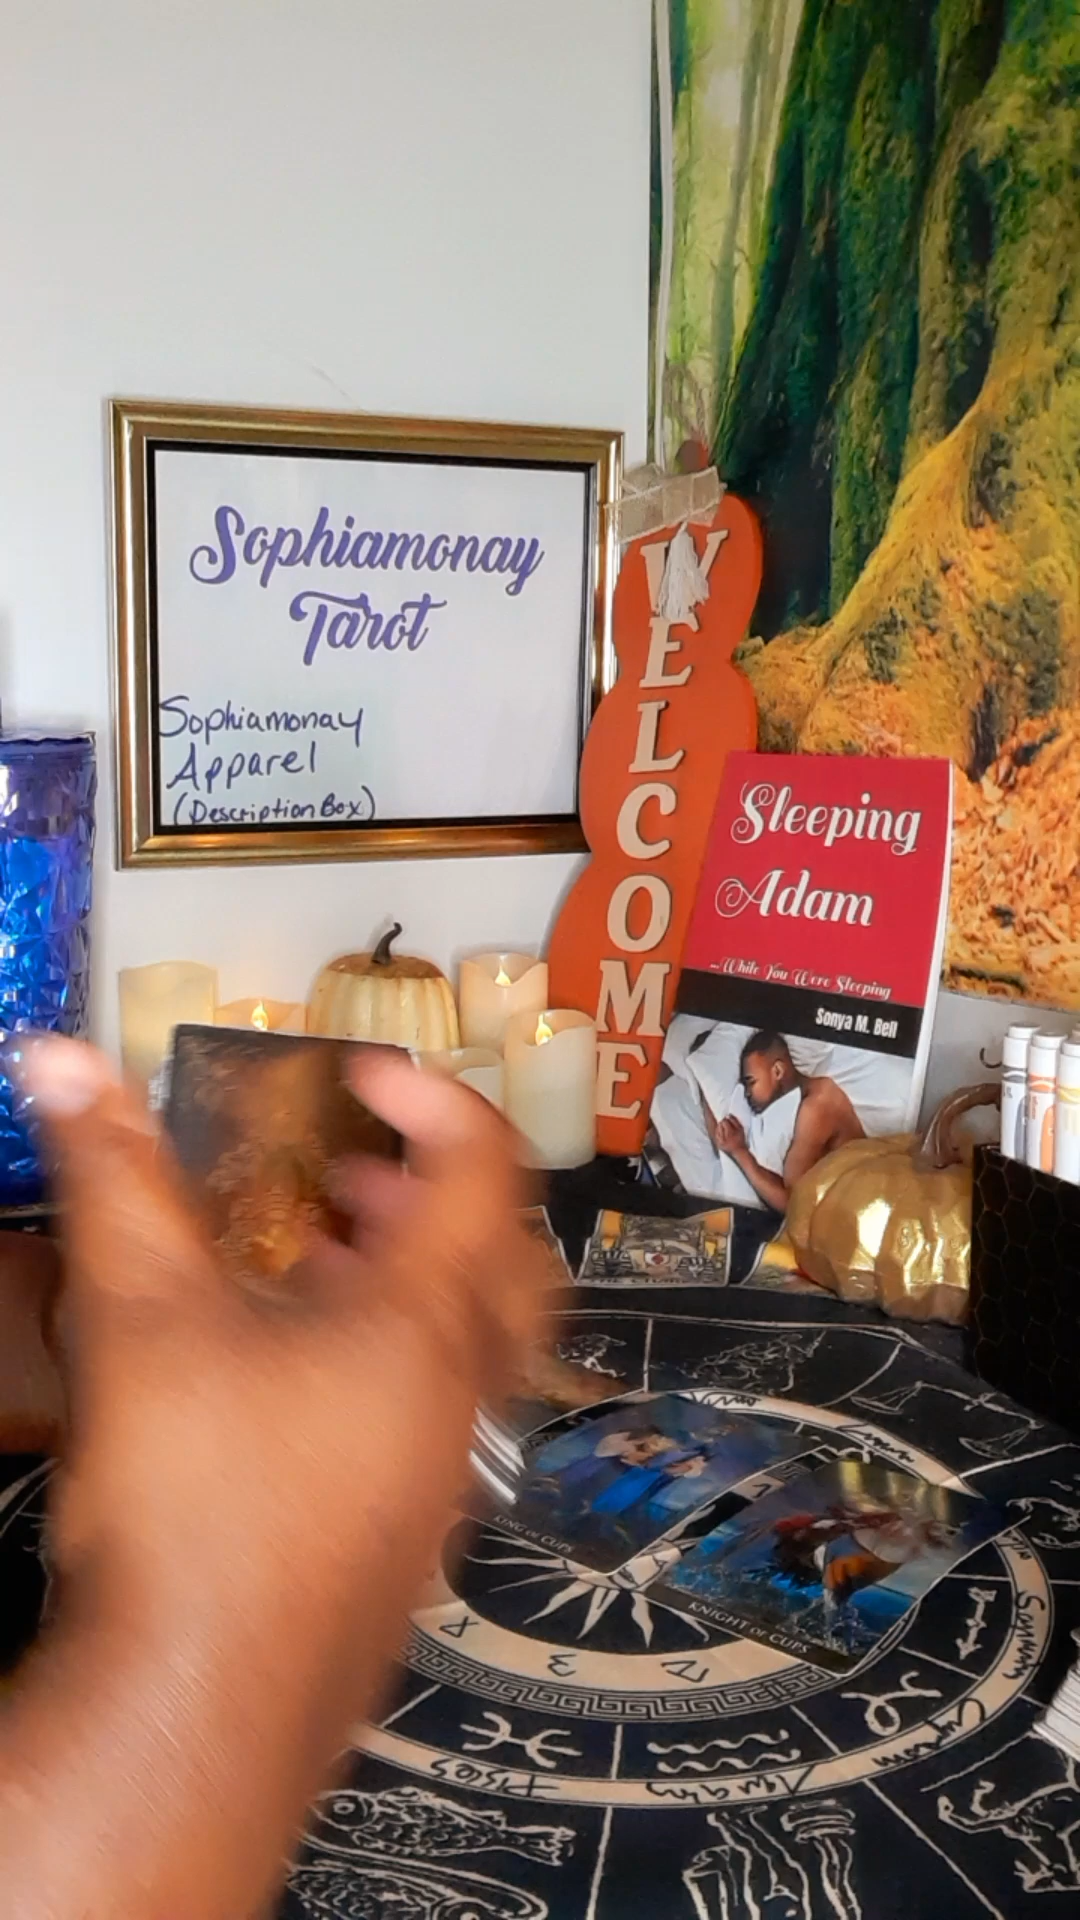 Sophiamonay
Tarot
Sophiamonay
Apparel
(Description Box)
WELCOME
Sleeping
Adam
...While You Were Sleeping
Sonya M. Bell
KING OF CUPS
KNIGHT OF CUPS
Pisces